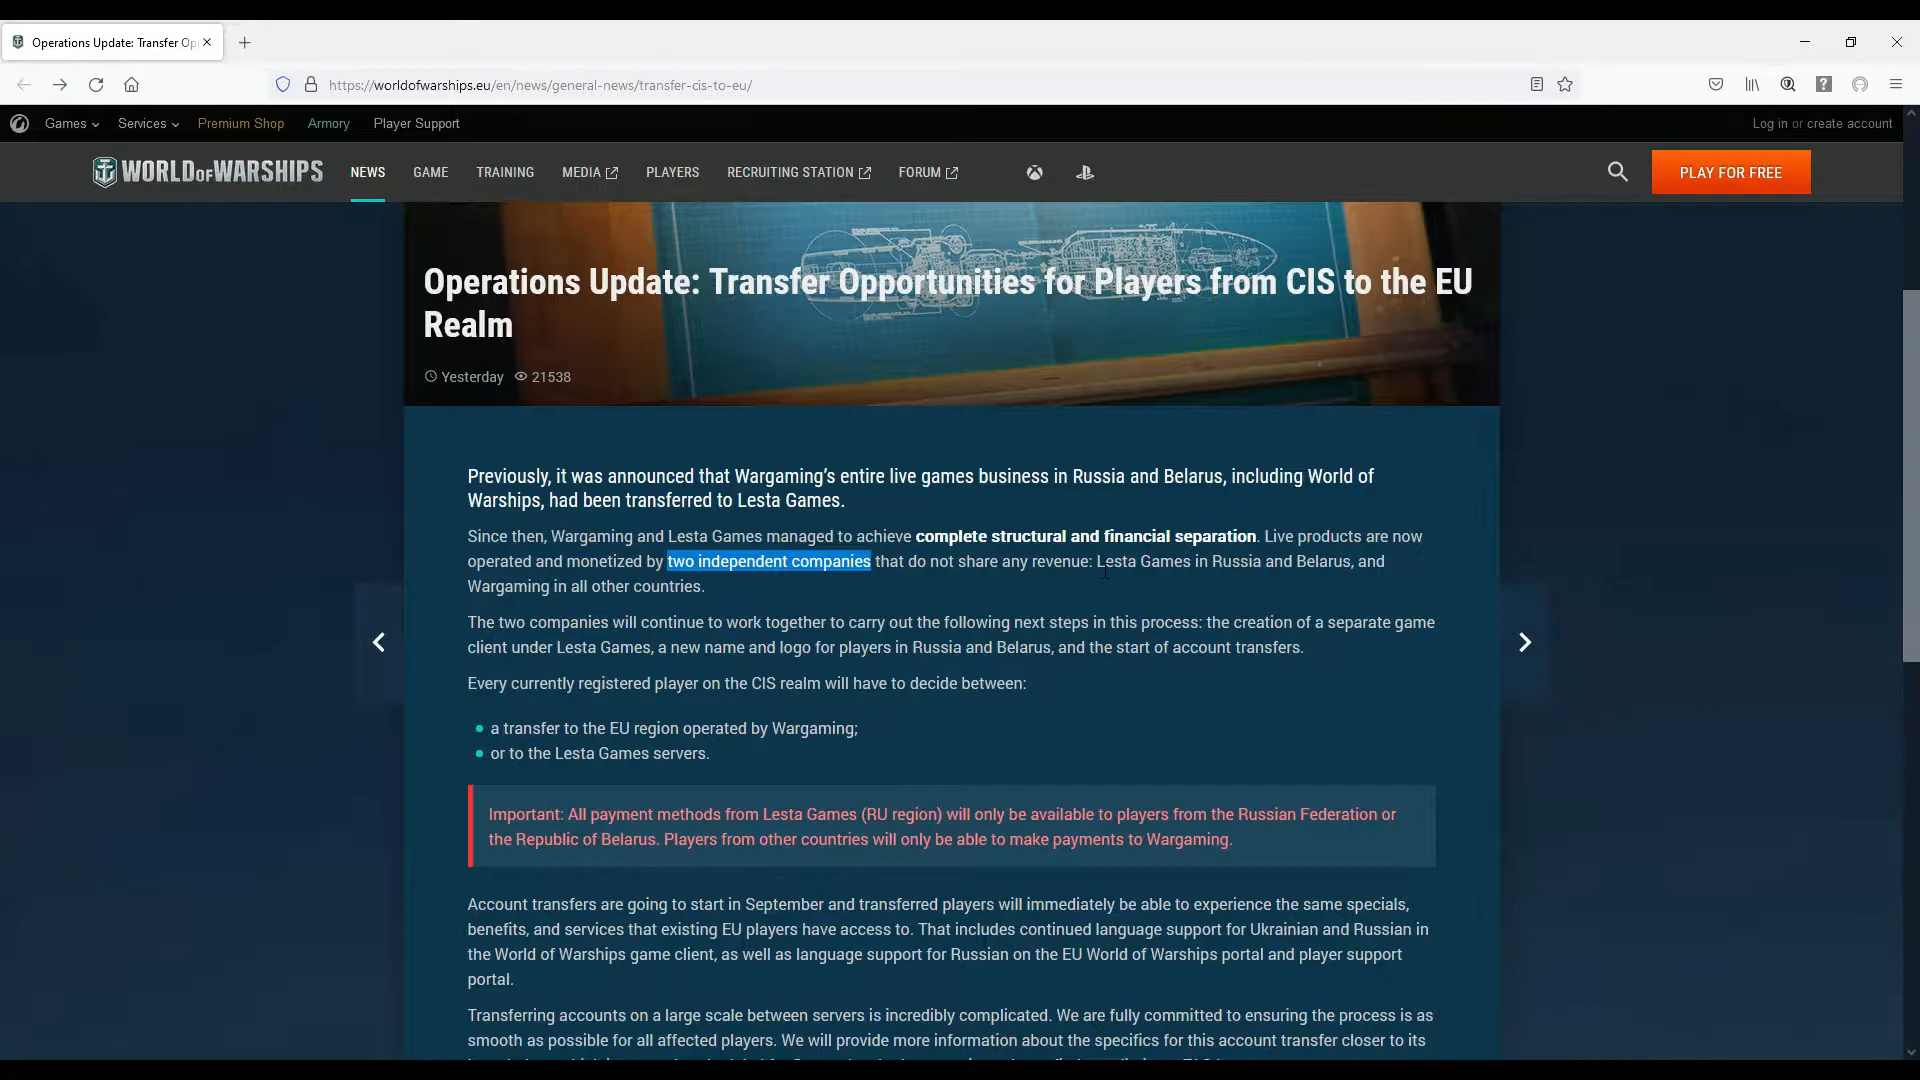 Operations Update: Transfer Op
https://worldofwarships.eu/en/news/general-news/transfer-cis-to-eu/
Games Services Premium Shop Armory Player Support Log in or create account
WORLD OF WARSHIPS NEWS GAME TRAINING MEDIA PLAYERS RECRUITING STATION FORUM PLAY FOR FREE
Operations Update: Transfer Opportunities for Players from CIS to the EU
Realm
Yesterday 21538
Previously, it was announced that Wargaming's entire live games business in Russia and Belarus, including World of
Warships, had been transferred to Lesta Games.
Since then, Wargaming and Lesta Games managed to achieve complete structural and financial separation. Live products are now
operated and monetized by two independent companies that do not share any revenue: Lesta Games in Russia and Belarus, and
Wargaming in all other countries.
The two companies will continue to work together to carry out the following next steps in this process: the creation of a separate game
client under Lesta Games, a new name and logo for players in Russia and Belarus, and the start of account transfers.
Every currently registered player on the CIS realm will have to decide between:
a transfer to the EU region operated by Wargaming;
or to the Lesta Games servers.
Important: All payment methods from Lesta Games (RU region) will only be available to players from the Russian Federation or
the Republic of Belarus. Players from other countries will only be able to make payments to Wargaming.
Account transfers are going to start in September and transferred players will immediately be able to experience the same specials,
benefits, and services that existing EU players have access to. That includes continued language support for Ukrainian and Russian in
the World of Warships game client, as well as language support for Russian on the EU World of Warships portal and player support
portal.
Transferring accounts on a large scale between servers is incredibly complicated. We are fully committed to ensuring the process is as
smooth as possible for all affected players. We will provide more information about the specifics for this account transfer closer to its